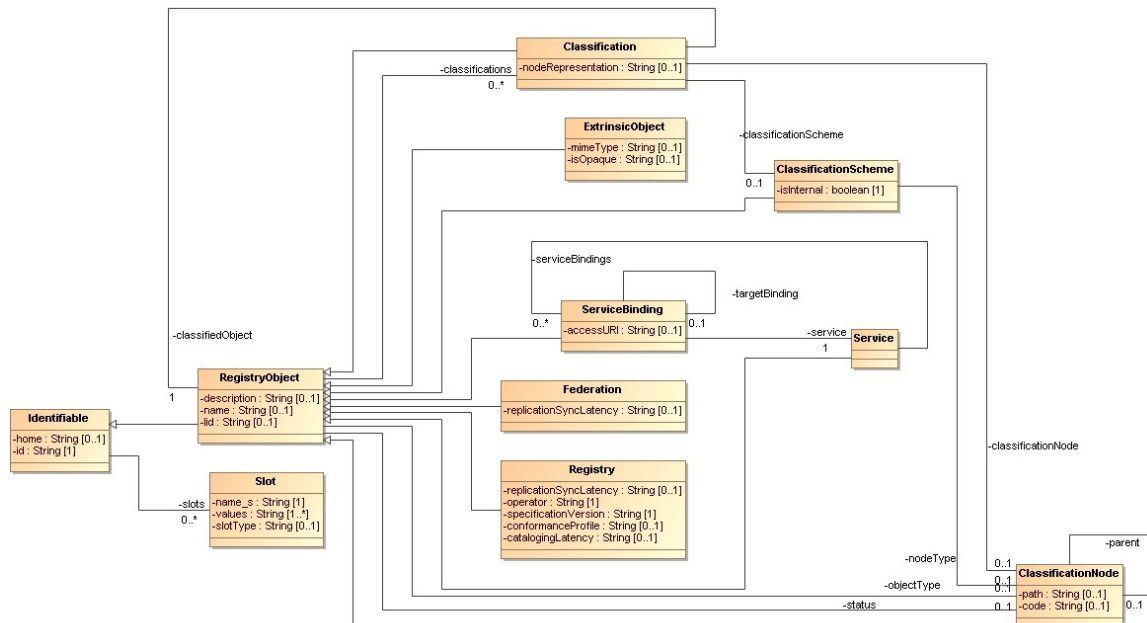 Classification
-nodeRepresentation : String [0..1]
-classifications
0..*
ExtrinsicObject
-mimeType : String [0..1]
-isOpaque : String [0..1]
-classificationScheme
0..1
ClassificationScheme
-isInternal : boolean [1]
-serviceBindings
0..*
-targetBinding
0..1
ServiceBinding
-accessURI : String [0..1]
-service
1
Service
-classifiedObject
1
RegistryObject
-description : String [0..1]
-name : String [0..1]
-lid : String [0..1]
Federation
-replicationSyncLatency : String [0..1]
Identifiable
-home : String [0..1]
-id : String [1]
-slots
0..*
Slot
-name_s : String [1]
-values : String [1..*]
-slotType : String [0..1]
Registry
-replicationSyncLatency : String [0..1]
-operator : String [1]
-specificationVersion : String [1]
-conformanceProfile : String [0..1]
-catalogingLatency : String [0..1]
-classificationNode
0..1
-nodeType
0..1
-objectType
0..1
-status
0..1
-parent
0..1
ClassificationNode
-path : String [0..1]
-code : String [0..1]